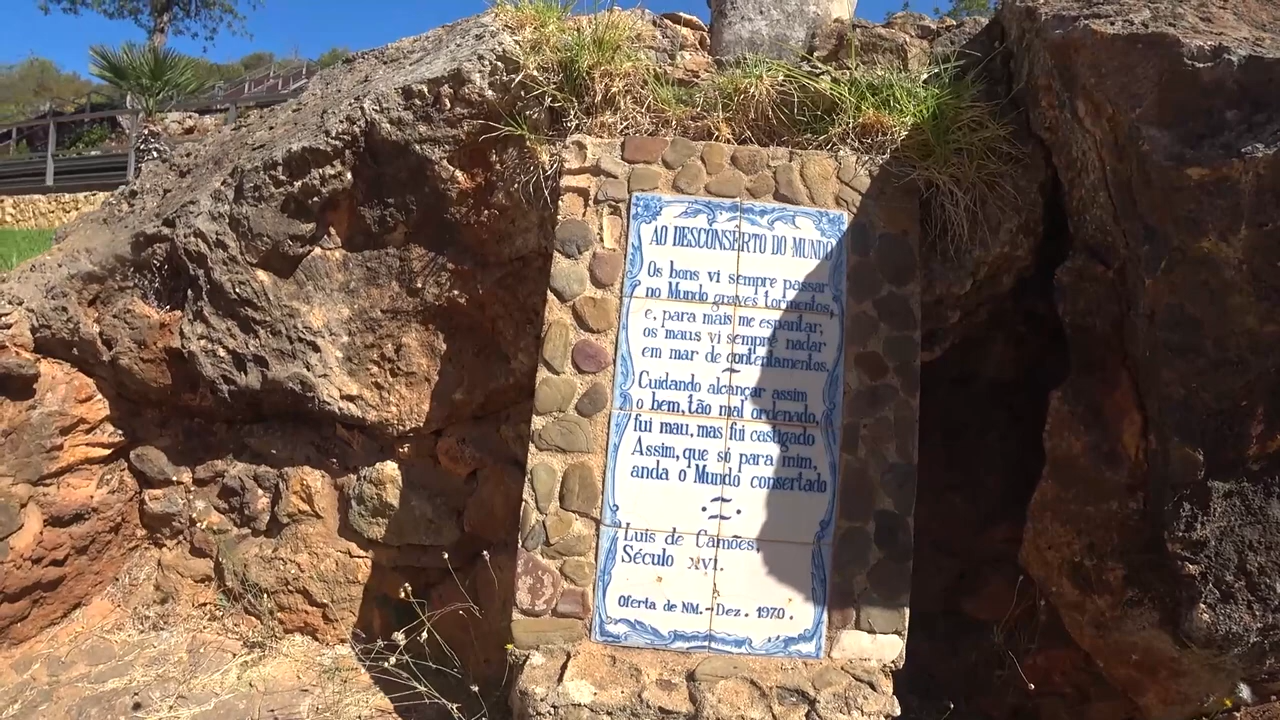 AO DESCONSERTO DO MUNDO
Os bons vi sempre passar
no Mundo graves tormentos,
e, para mais me espantar,
os maus vi sempre nadar
em mar de contentamentos.
Cuidando alcançar assim
o bem, tão mal ordenado,
fui mau, mas fui castigado
Assim, que só para mim,
anda o Mundo consertado
Luis de Camões,
Século XVI.
Oferta de NM. - Dez. 1970.